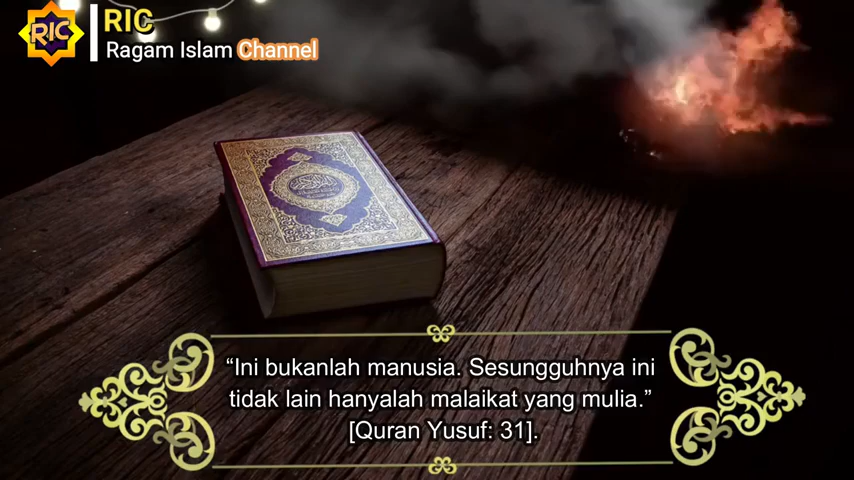 RIC
RIC
Ragam Islam Channel
“Ini bukanlah manusia. Sesungguhnya ini
tidak lain hanyalah malaikat yang mulia.”
[Quran Yusuf: 31].